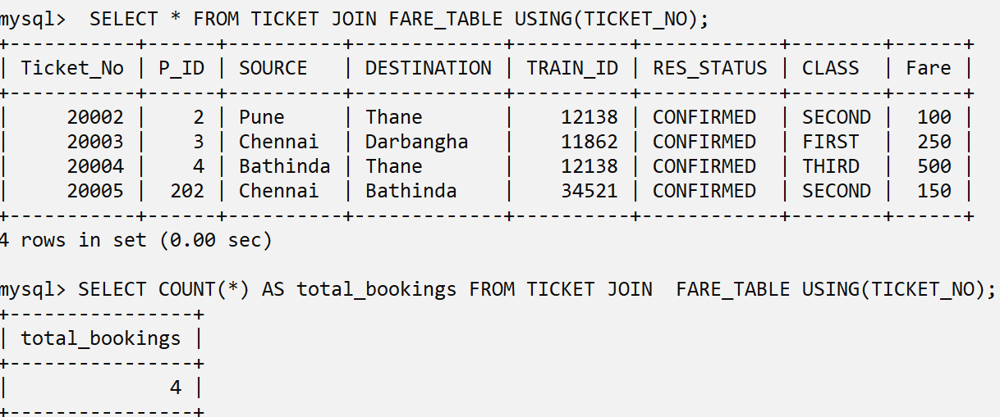 mysql>  SELECT * FROM TICKET JOIN FARE_TABLE USING(TICKET_NO);
+-----------+------+----------+-------------+----------+------------+--------+------+
| Ticket_No | P_ID | SOURCE   | DESTINATION | TRAIN_ID | RES_STATUS | CLASS  | Fare |
+-----------+------+----------+-------------+----------+------------+--------+------+
|     20002 |    2 | Pune     | Thane       |    12138 | CONFIRMED  | SECOND |  100 |
|     20003 |    3 | Chennai  | Darbangha   |    11862 | CONFIRMED  | FIRST  |  250 |
|     20004 |    4 | Bathinda | Thane       |    12138 | CONFIRMED  | THIRD  |  500 |
|     20005 |  202 | Chennai  | Bathinda    |    34521 | CONFIRMED  | SECOND |  150 |
+-----------+------+----------+-------------+----------+------------+--------+------+
4 rows in set (0.00 sec)
mysql> SELECT COUNT(*) AS total_bookings FROM TICKET JOIN  FARE_TABLE USING(TICKET_NO);
+----------------+
| total_bookings |
+----------------+
|              4 |
+----------------+